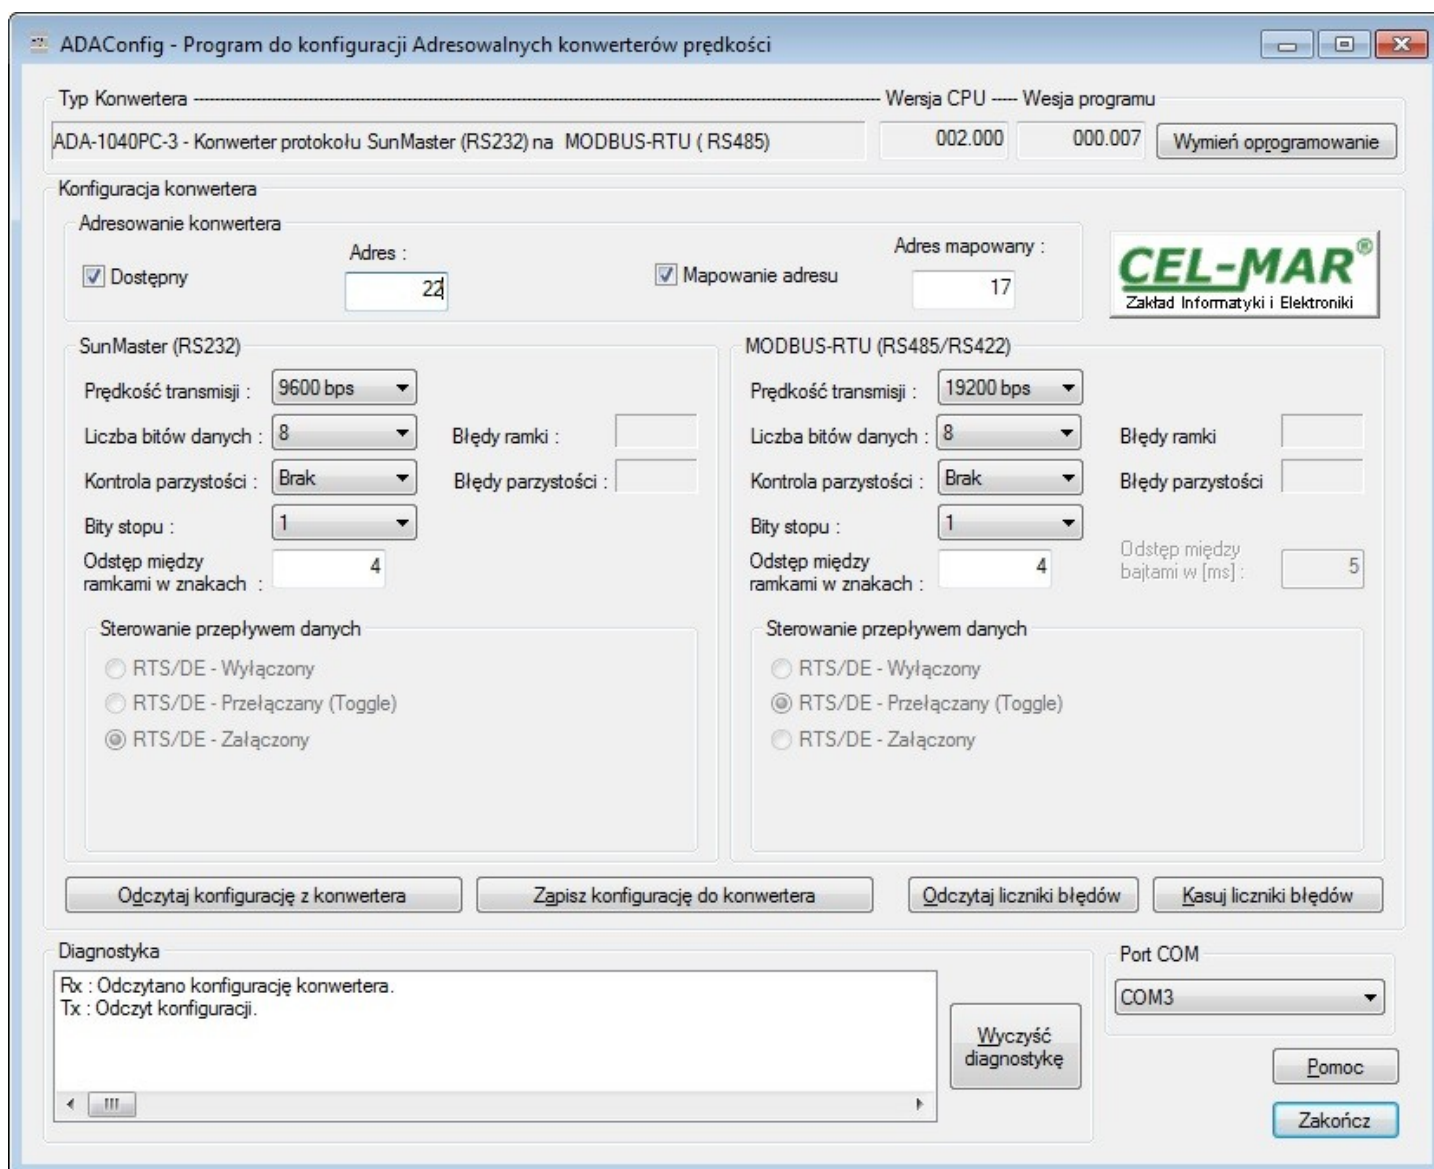 ADAConfig - Program do konfiguracji Adresowalnych konwerterów prędkości
Typ Konwertera Wersja CPU Wesja programu
ADA-1040PC-3 - Konwerter protokołu SunMaster (RS232) na MODBUS-RTU ( RS485) 002.000 000.007 Wymień oprogramowanie
Konfiguracja konwertera
Adresowanie konwertera
Dostępny Adres : 22 Mapowanie adresu Adres mapowany : 17
CEL-MAR®
Zakład Informatyki i Elektroniki
SunMaster (RS232)
Prędkość transmisji : 9600 bps
Liczba bitów danych : 8 Błędy ramki :
Kontrola parzystości : Brak Błędy parzystości :
Bity stopu : 1
Odstęp między
ramkami w znakach : 4
Sterowanie przepływem danych
RTS/DE - Wyłączony
RTS/DE - Przełączany (Toggle)
RTS/DE - Załączony
MODBUS-RTU (RS485/RS422)
Prędkość transmisji : 19200 bps
Liczba bitów danych : 8 Błędy ramki
Kontrola parzystości : Brak Błędy parzystości
Bity stopu : 1
Odstęp między
ramkami w znakach : 4
Odstęp między
bajtami w [ms] : 5
Sterowanie przepływem danych
RTS/DE - Wyłączony
RTS/DE - Przełączany (Toggle)
RTS/DE - Załączony
Odczytaj konfigurację z konwertera Zapisz konfigurację do konwertera Odczytaj liczniki błędów Kasuj liczniki błędów
Diagnostyka
Rx : Odczytano konfigurację konwertera.
Tx : Odczyt konfiguracji.
Wyczyść
diagnostykę
Port COM
COM3
Pomoc
Zakończ